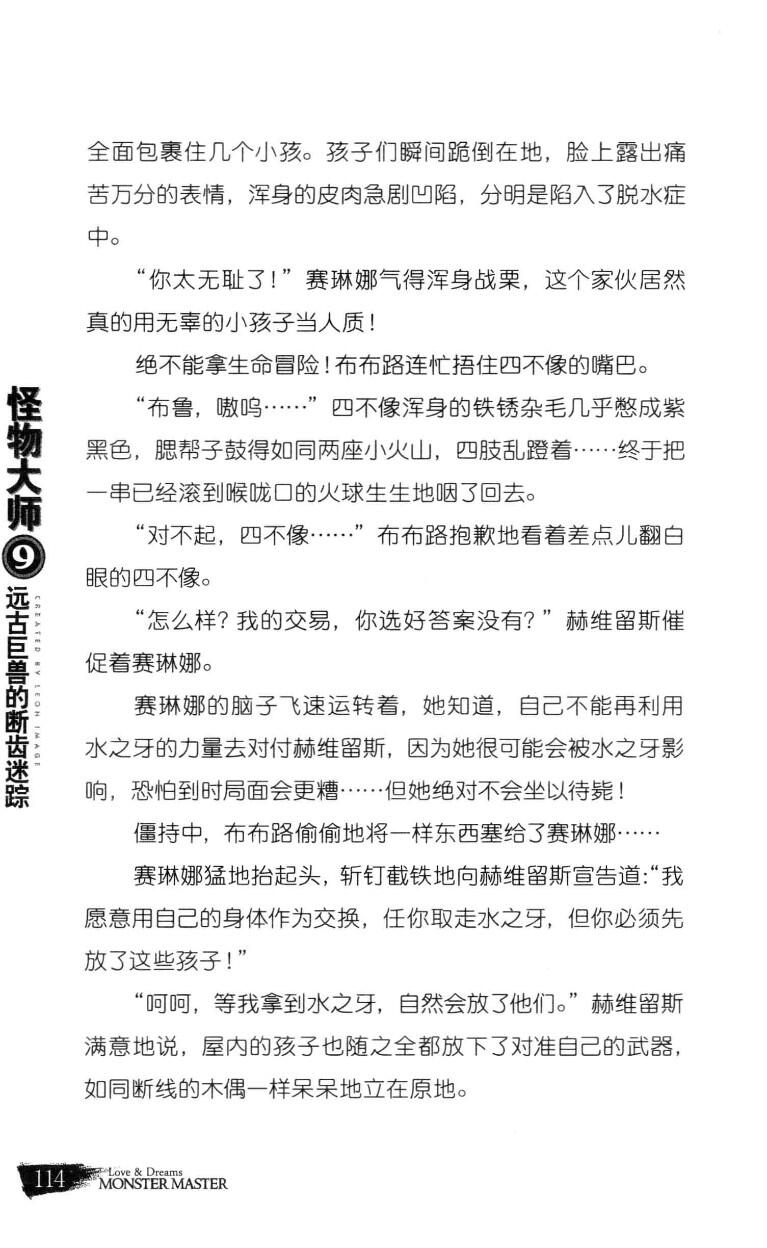 全面包裹住几个小孩。孩子们瞬间跪倒在地，脸上露出痛
苦万分的表情，浑身的皮肉急剧凹陷，分明是陷入了脱水症
中。
“你太无耻了！”赛琳娜气得浑身战栗，这个家伙居然
真的用无辜的小孩子当人质！
绝不能拿生命冒险！布布路连忙捂住四不像的嘴巴。
“布鲁，嗷呜……”四不像浑身的铁锈杂毛几乎憋成紫
黑色，腮帮子鼓得如同两座小火山，四肢乱蹬着……终于把
一串已经滚到喉咙口的火球生生地咽了回去。
“对不起，四不像……”布布路抱歉地看着差点儿翻白
眼的四不像。
“怎么样？我的交易，你选好答案没有？”赫维留斯催
促着赛琳娜。
赛琳娜的脑子飞速运转着，她知道，自己不能再利用
水之牙的力量去对付赫维留斯，因为她很可能会被水之牙影
响，恐怕到时局面会更糟……但她绝对不会坐以待毙！
僵持中，布布路偷偷地将一样东西塞给了赛琳娜……
赛琳娜猛地抬起头，斩钉截铁地向赫维留斯宣告道：“我
愿意用自己的身体作为交换，任你取走水之牙，但你必须先
放了这些孩子！”
“呵呵，等我拿到水之牙，自然会放了他们。”赫维留斯
满意地说，屋内的孩子也随之全都放下了对准自己的武器，
如同断线的木偶一样呆呆地立在原地。
怪物大师
9
远古巨兽的断齿迷踪
CREATED BY LEON IMAGE
114
Love & Dreams
MONSTER MASTER